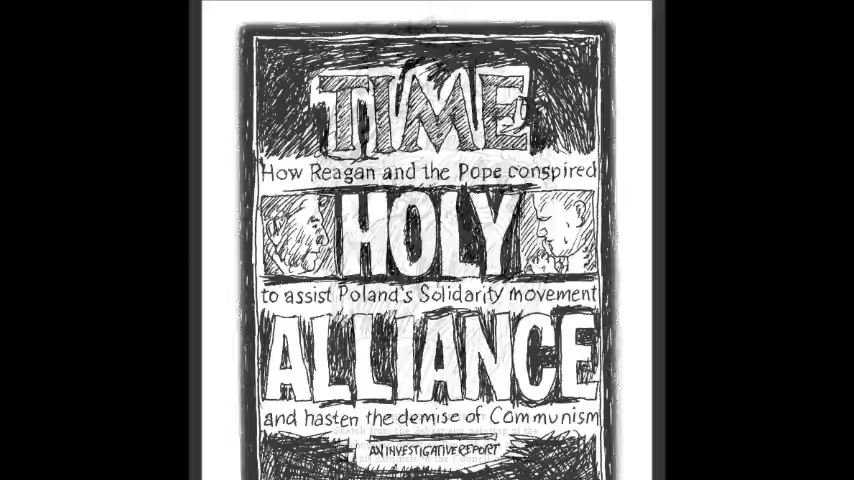 TIME
How Reagan and the Pope conspired
HOLY
to assist Poland's Solidarity movement
ALLIANCE
and hasten the demise of Communism
AN INVESTIGATIVE REPORT